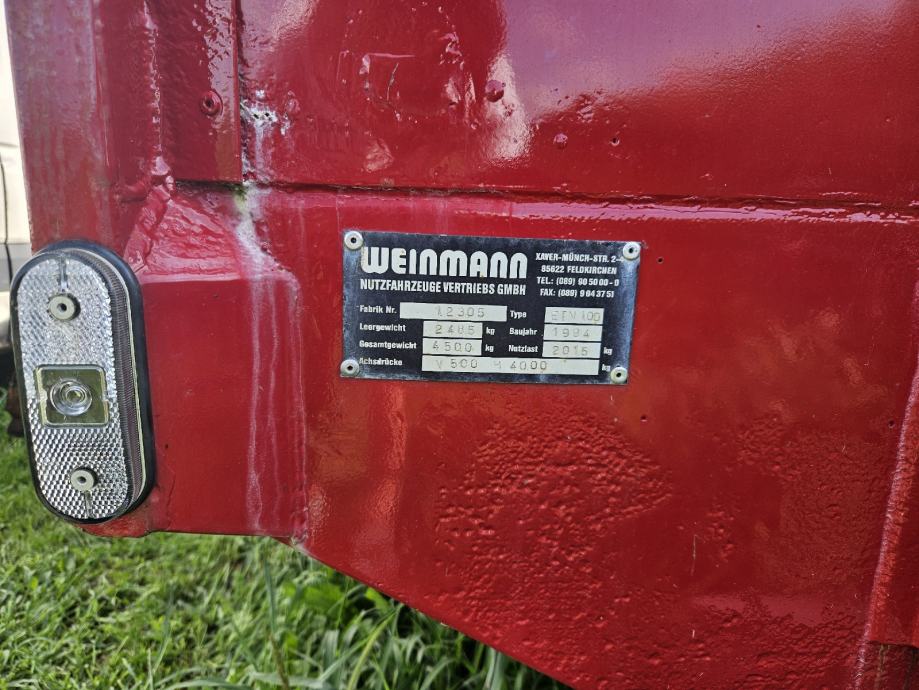 WEINMANN
NUTZFAHRZEUGE VERTRIEBS GMBH
XAVER-MÜNCH-STR. 2
85622 FELDKIRCHEN
TEL: (089) 90 50 00 - 0
FAX: (089) 9 04 37 51
Fabrik Nr. 12305 Type
Leergewicht 2485 kg Baujahr 1994
Gesamtgewicht 4500 kg Nutzlast 2015 kg
Achsdrücke V 500 H 4000 kg